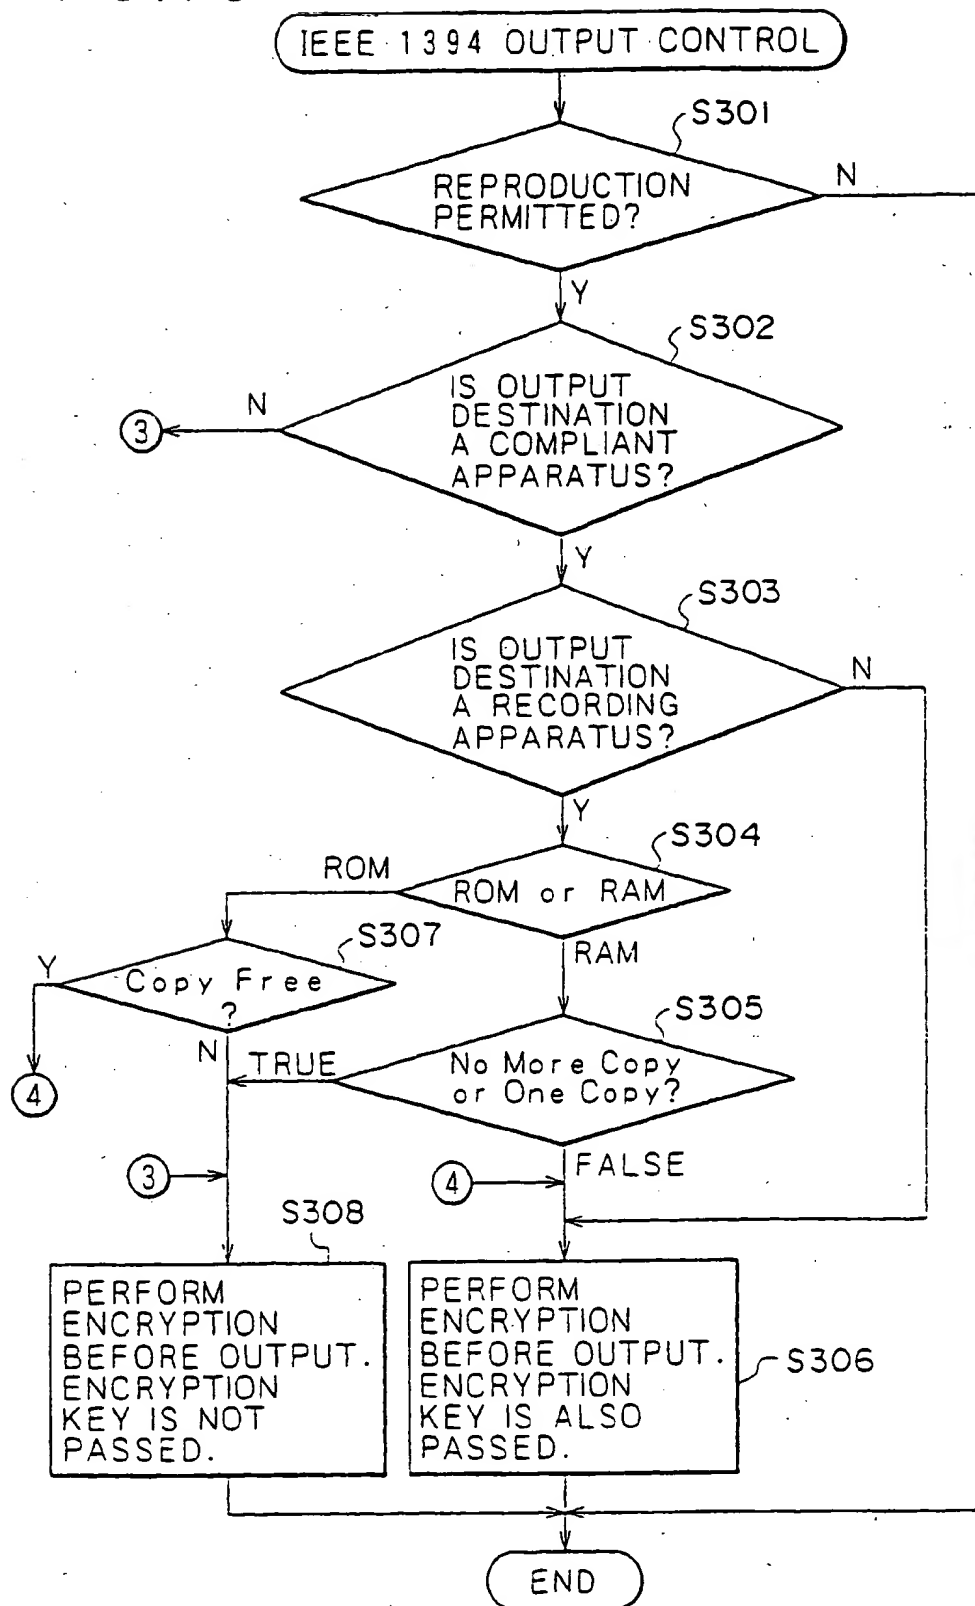 IEEE 1394 OUTPUT CONTROL
S301
REPRODUCTION
PERMITTED?
N
Y
S302
IS OUTPUT
DESTINATION
A COMPLIANT
APPARATUS?
N
3
Y
S303
IS OUTPUT
DESTINATION
A RECORDING
APPARATUS?
N
Y
S304
ROM or RAM
ROM
RAM
S307
Copy Free
?
Y
N
4
S305
No More Copy
or One Copy?
TRUE
FALSE
3
4
S308
PERFORM
ENCRYPTION
BEFORE OUTPUT.
ENCRYPTION
KEY IS NOT
PASSED.
PERFORM
ENCRYPTION
BEFORE OUTPUT.
ENCRYPTION
KEY IS ALSO
PASSED.
S306
END